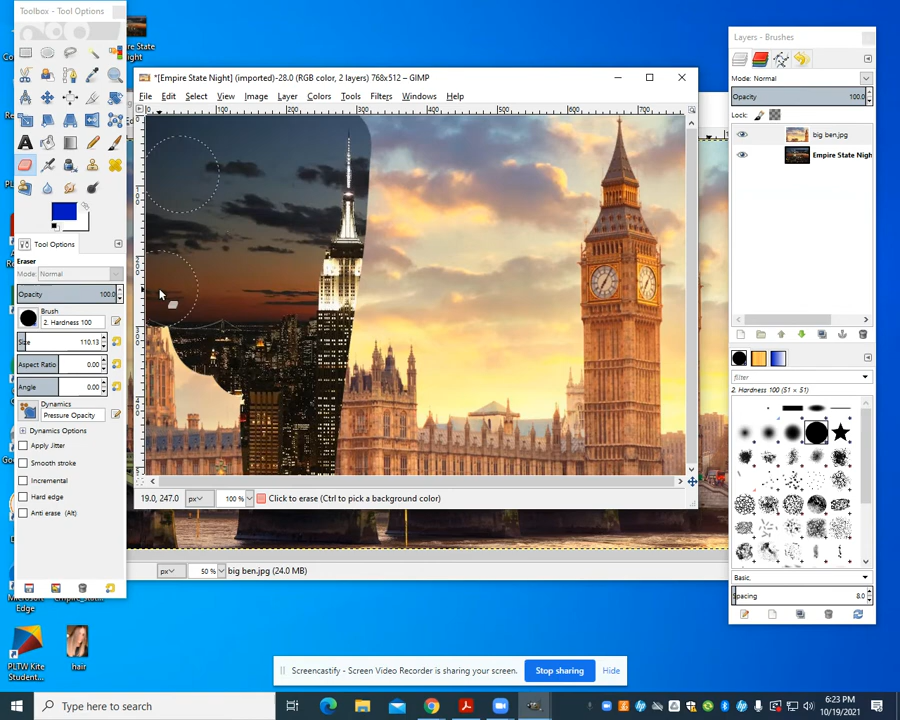 Toolbox - Tool Options
Empire State
Night
Layers - Brushes
*[Empire State Night] (imported)-28.0 (RGB color, 2 layers) 768x512 – GIMP
File Edit Select View Image Layer Colors Tools Filters Windows Help
Mode: Normal
Opacity 100.0
Lock:
big ben.jpg
Empire State Night
Tool Options
Eraser
Mode: Normal
Opacity 100.0
Brush
2. Hardness 100
Size 110.13
Aspect Ratio 0.00
Angle 0.00
Dynamics
Pressure Opacity
Dynamics Options
Apply Jitter
Smooth stroke
Incremental
Hard edge
Anti erase (Alt)
filter
2. Hardness 100 (51 × 51)
Basic,
Spacing 8.0
19.0, 247.0 px 100 % Click to erase (Ctrl to pick a background color)
px 50 % big ben.jpg (24.0 MB)
Microsoft
Edge
PLTW Kite
Student...
hair
Screencastify - Screen Video Recorder is sharing your screen. Stop sharing Hide
Type here to search
6:23 PM
10/19/2021